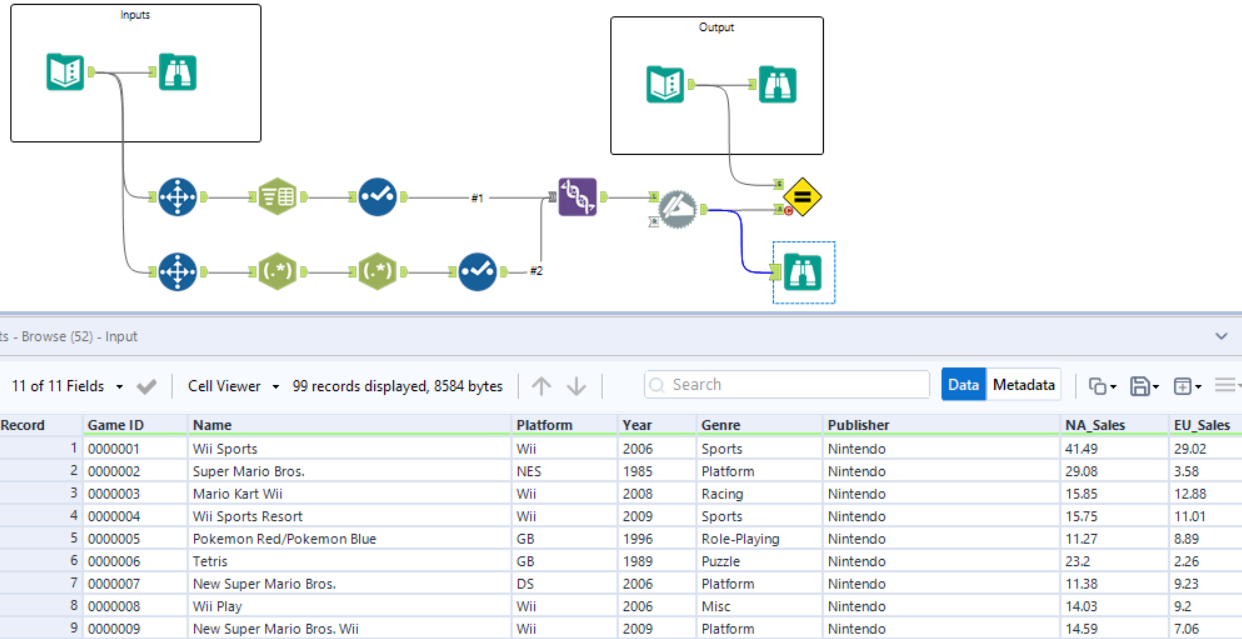 Inputs
Output
#1
#2
(.*)
(.*)
ts - Browse (52) - Input
11 of 11 Fields Cell Viewer 99 records displayed, 8584 bytes Search Data Metadata
Record Game ID Name Platform Year Genre Publisher NA_Sales EU_Sales
1 0000001 Wii Sports Wii 2006 Sports Nintendo 41.49 29.02
2 0000002 Super Mario Bros. NES 1985 Platform Nintendo 29.08 3.58
3 0000003 Mario Kart Wii Wii 2008 Racing Nintendo 15.85 12.88
4 0000004 Wii Sports Resort Wii 2009 Sports Nintendo 15.75 11.01
5 0000005 Pokemon Red/Pokemon Blue GB 1996 Role-Playing Nintendo 11.27 8.89
6 0000006 Tetris GB 1989 Puzzle Nintendo 23.2 2.26
7 0000007 New Super Mario Bros. DS 2006 Platform Nintendo 11.38 9.23
8 0000008 Wii Play Wii 2006 Misc Nintendo 14.03 9.2
9 0000009 New Super Mario Bros. Wii Wii 2009 Platform Nintendo 14.59 7.06